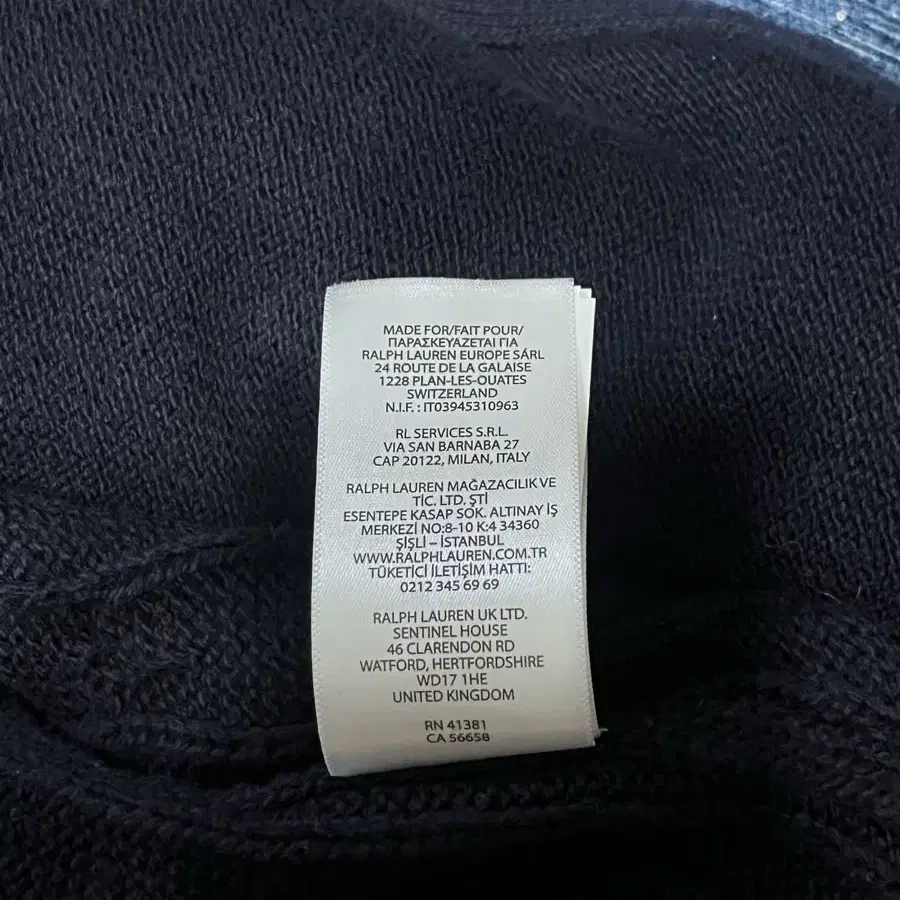 MADE FOR/FAIT POUR/
ΠΑΡΑΣΚΕΥΑΖΕΤΑΙ ΓΙΑ
RALPH LAUREN EUROPE SÁRL
24 ROUTE DE LA GALAISE
1228 PLAN-LES-OUATES
SWITZERLAND
N.I.F. : IT03945310963
RL SERVICES S.R.L.
VIA SAN BARNABA 27
CAP 20122, MILAN, ITALY
RALPH LAUREN MAĞAZACILIK VE
TİC. LTD. ŞTİ
ESENTEPE KASAP SOK. ALTINAY İŞ
MERKEZİ NO:8-10 K:4 34360
ŞİŞLİ – İSTANBUL
WWW.RALPHLAUREN.COM.TR
TÜKETİCİ İLETİŞİM HATTI:
0212 345 69 69
RALPH LAUREN UK LTD.
SENTINEL HOUSE
46 CLARENDON RD
WATFORD, HERTFORDSHIRE
WD17 1HE
UNITED KINGDOM
RN 41381
CA 56658